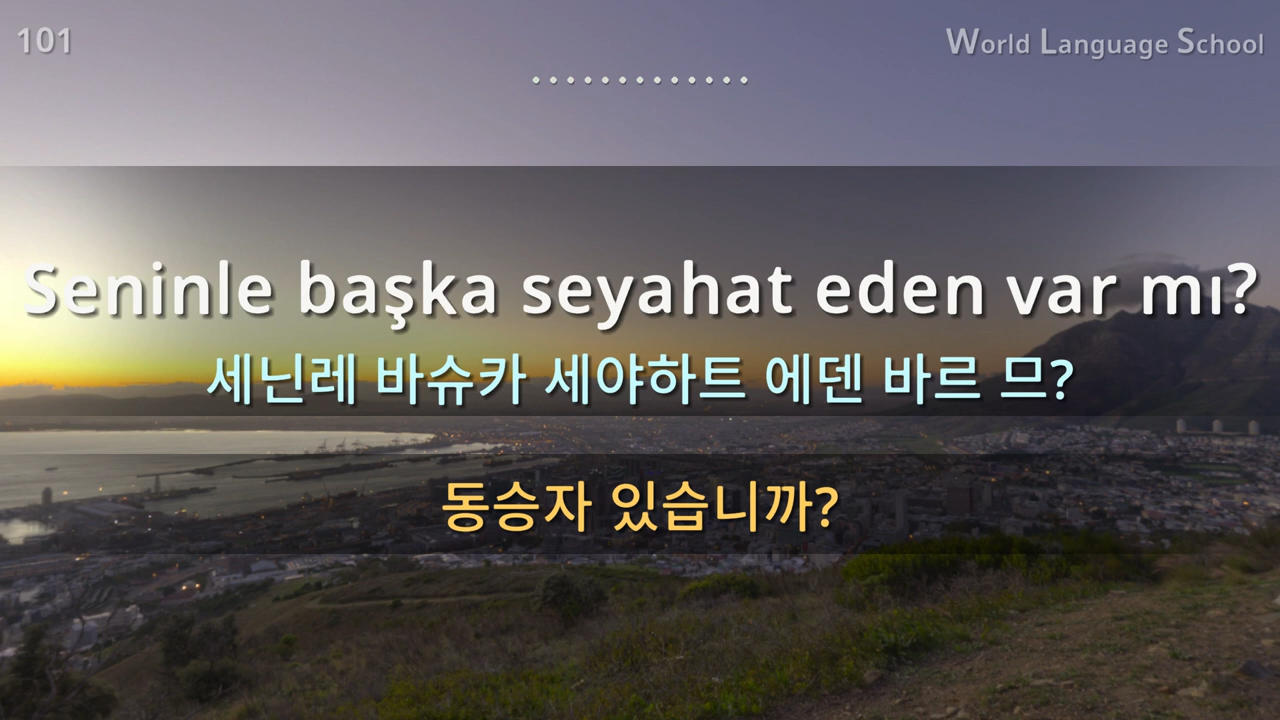 101
World Language School
Seninle başka seyahat eden var mı?
세닌레 바슈카 세야하트 에덴 바르 므?
동승자 있습니까?